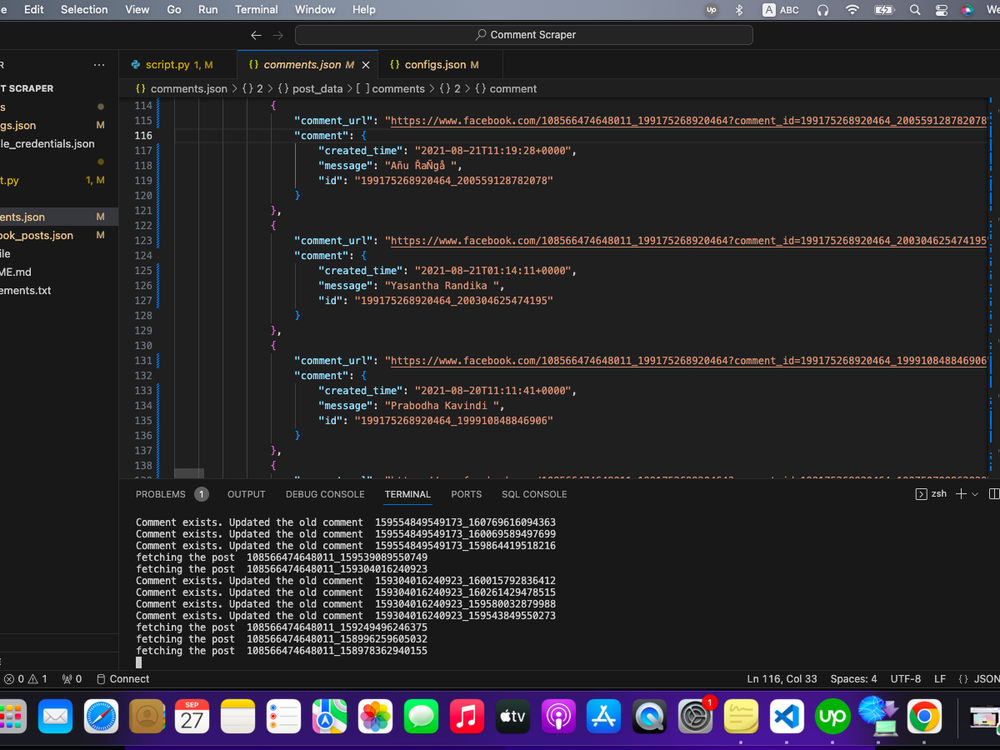 Edit Selection View Go Run Terminal Window Help A ABC We
Comment Scraper
script.py 1, M {} comments.json M × {} configs.json M
R ...
{} comments.json > {} 2 > {} post_data > [ ] comments > {} 2 > {} comment
T SCRAPER
s
gs.json M
le_credentials.json
t.py 1, M
ents.json M
ook_posts.json M
ile
ME.md
ements.txt
114 {
115 "comment_url": "https://www.facebook.com/108566474648011_199175268920464?comment_id=199175268920464_200559128782078"
116 "comment": {
117 "created_time": "2021-08-21T11:19:28+0000",
118 "message": "Añu ŘaÑgå ",
119 "id": "199175268920464_200559128782078"
120 }
121 },
122 {
123 "comment_url": "https://www.facebook.com/108566474648011_199175268920464?comment_id=199175268920464_200304625474195
124 "comment": {
125 "created_time": "2021-08-21T01:14:11+0000",
126 "message": "Yasantha Randika ",
127 "id": "199175268920464_200304625474195"
128 }
129 },
130 {
131 "comment_url": "https://www.facebook.com/108566474648011_199175268920464?comment_id=199175268920464_199910848846906
132 "comment": {
133 "created_time": "2021-08-20T11:11:41+0000",
134 "message": "Prabodha Kavindi ",
135 "id": "199175268920464_199910848846906"
136 }
137 },
138 {
PROBLEMS 1 OUTPUT DEBUG CONSOLE TERMINAL PORTS SQL CONSOLE zsh
Comment exists. Updated the old comment 159554849549173_160769616094363
Comment exists. Updated the old comment 159554849549173_160069589497699
Comment exists. Updated the old comment 159554849549173_159864419518216
fetching the post 108566474648011_159539089550749
fetching the post 108566474648011_159304016240923
Comment exists. Updated the old comment 159304016240923_160015792836412
Comment exists. Updated the old comment 159304016240923_160261429478515
Comment exists. Updated the old comment 159304016240923_159580032879988
Comment exists. Updated the old comment 159304016240923_159543849550273
fetching the post 108566474648011_159249496246375
fetching the post 108566474648011_158996259605032
fetching the post 108566474648011_158978362940155
0 1 0 Connect Ln 116, Col 33 Spaces: 4 UTF-8 LF {} JSON
SEP
27
tv
1
up